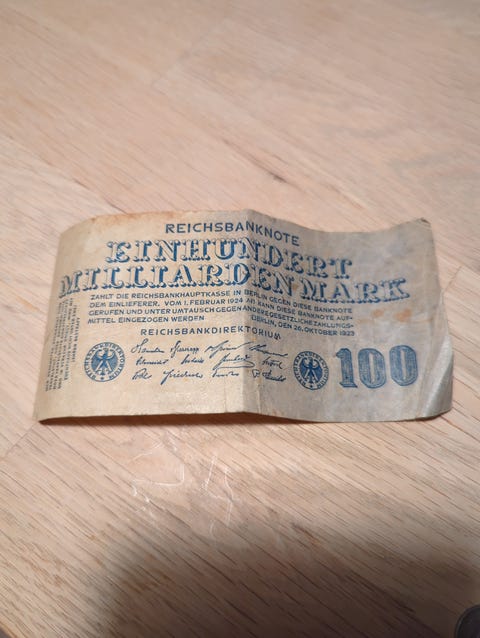 REICHSBANKNOTE
EINHUNDERT
MILLIARDEN MARK
ZAHLT DIE REICHSBANKHAUPTKASSE IN BERLIN GEGEN DIESE BANKNOTE
DEM EINLIEFERER. VOM 1. FEBRUAR 1924 AB KANN DIESE BANKNOTE AUF-
GERUFEN UND UNTER UMTAUSCH GEGEN ANDERE GESETZLICHE ZAHLUNGS-
MITTEL EINGEZOGEN WERDEN
BERLIN, DEN 26. OKTOBER 1923
REICHSBANKDIREKTORIUM
100